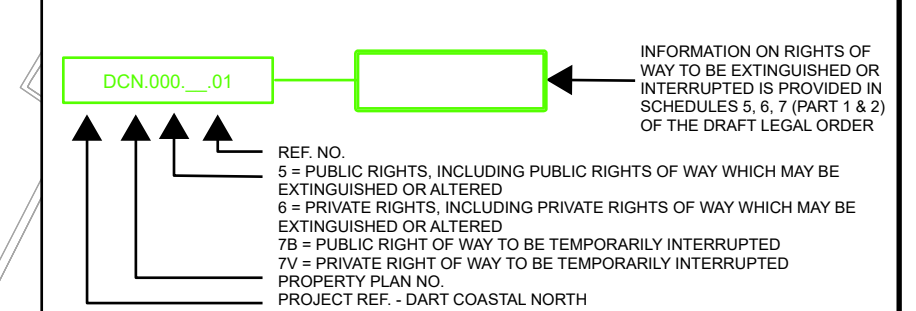 DCN.000.__.01
INFORMATION ON RIGHTS OF
WAY TO BE EXTINGUISHED OR
INTERRUPTED IS PROVIDED IN
SCHEDULES 5, 6, 7 (PART 1 & 2)
OF THE DRAFT LEGAL ORDER
REF. NO.
5 = PUBLIC RIGHTS, INCLUDING PUBLIC RIGHTS OF WAY WHICH MAY BE
EXTINGUISHED OR ALTERED
6 = PRIVATE RIGHTS, INCLUDING PRIVATE RIGHTS OF WAY WHICH MAY BE
EXTINGUISHED OR ALTERED
7B = PUBLIC RIGHT OF WAY TO BE TEMPORARILY INTERRUPTED
7V = PRIVATE RIGHT OF WAY TO BE TEMPORARILY INTERRUPTED
PROPERTY PLAN NO.
PROJECT REF. - DART COASTAL NORTH